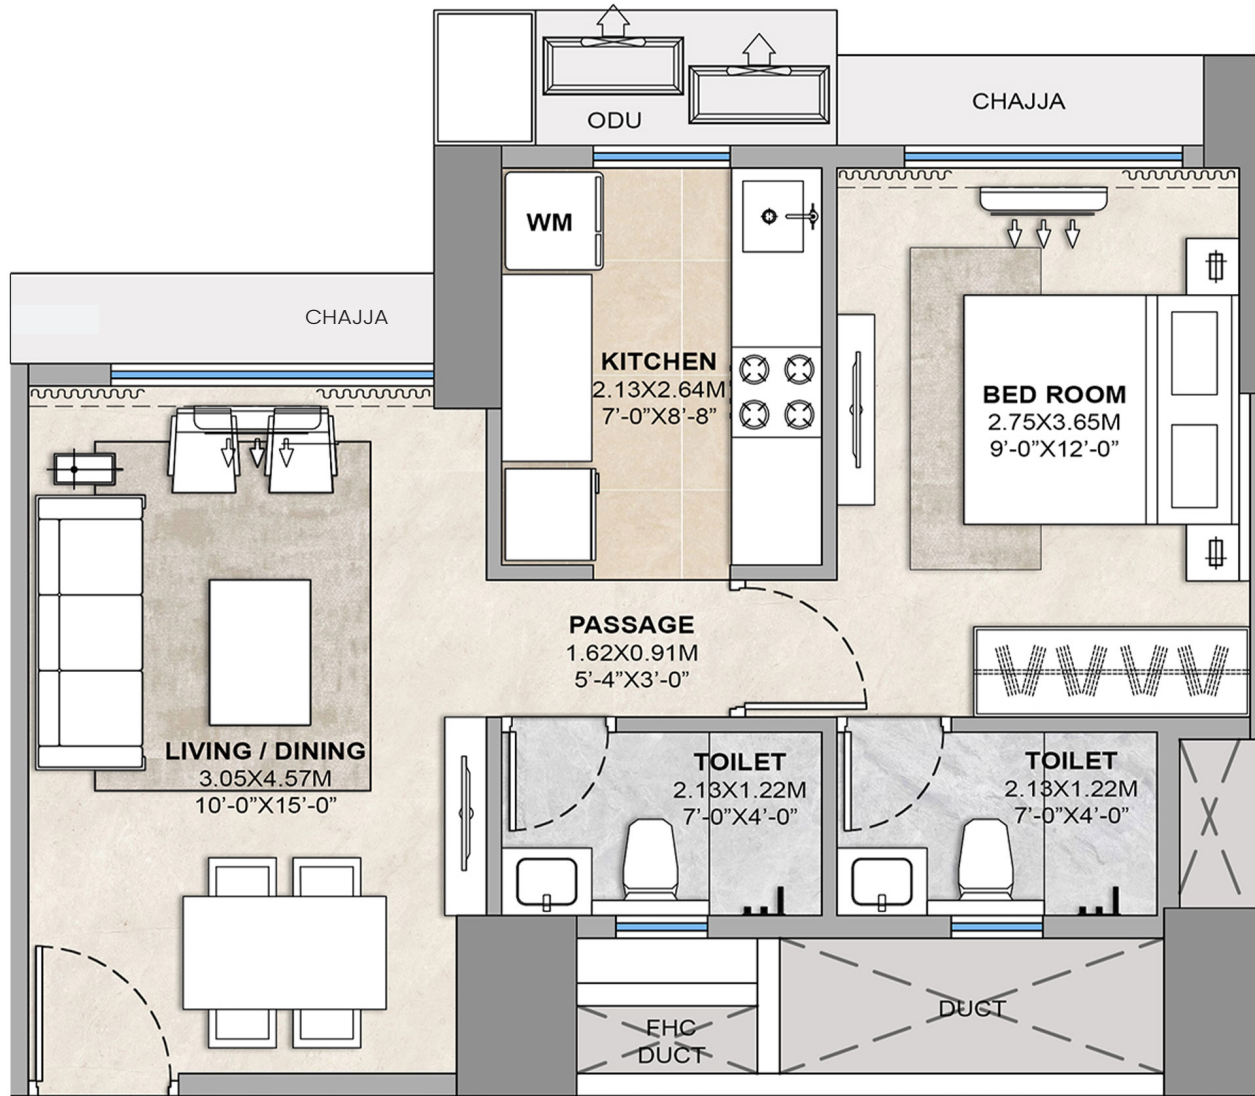 ODU
CHAJJA
WM
CHAJJA
KITCHEN
2.13X2.64M
7’-0”X8’-8”
BED ROOM
2.75X3.65M
9’-0”X12’-0”
PASSAGE
1.62X0.91M
5’-4”X3’-0”
LIVING / DINING
3.05X4.57M
10’-0”X15’-0”
TOILET
2.13X1.22M
7’-0”X4’-0”
TOILET
2.13X1.22M
7’-0”X4’-0”
FHC
DUCT
DUCT